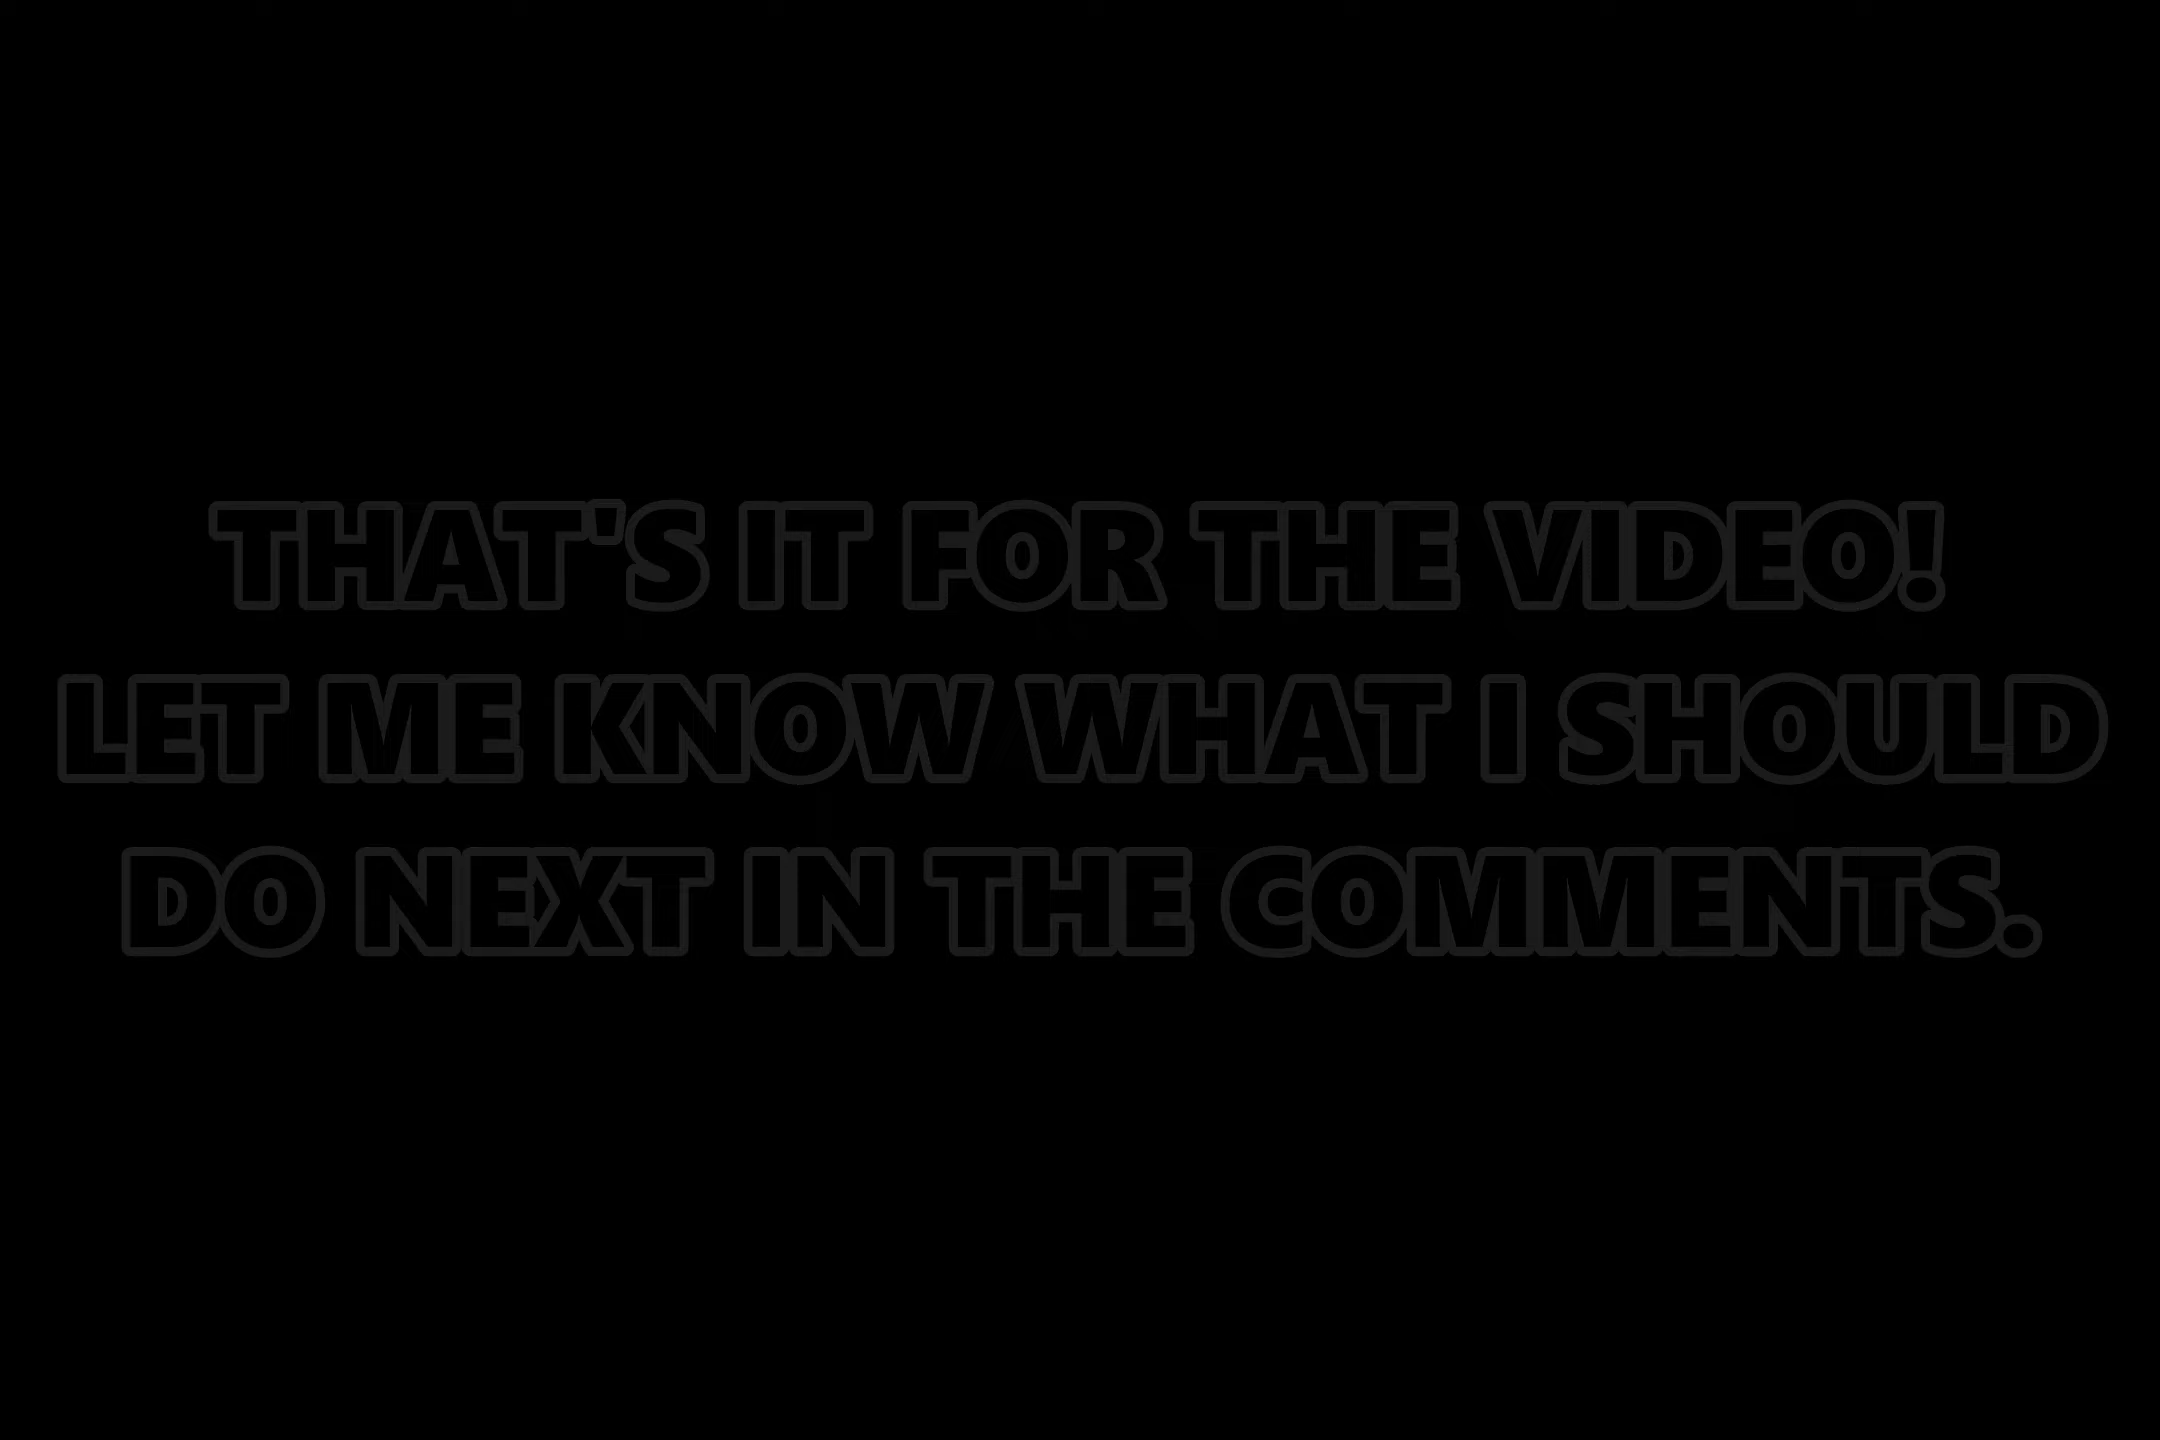 THAT'S IT FOR THE VIDEO!
LET ME KNOW WHAT I SHOULD
DO NEXT IN THE COMMENTS.